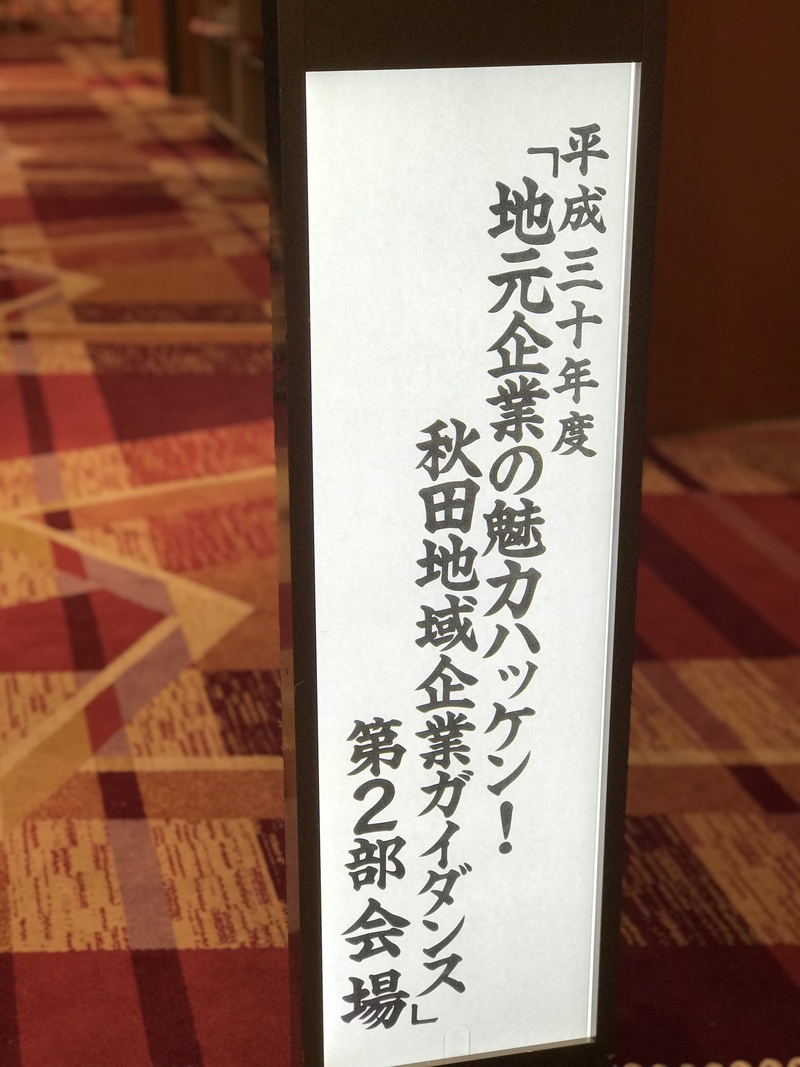 平成三十年度
「地元企業の魅力ハッケン！
秋田地域企業ガイダンス」
第2部会場